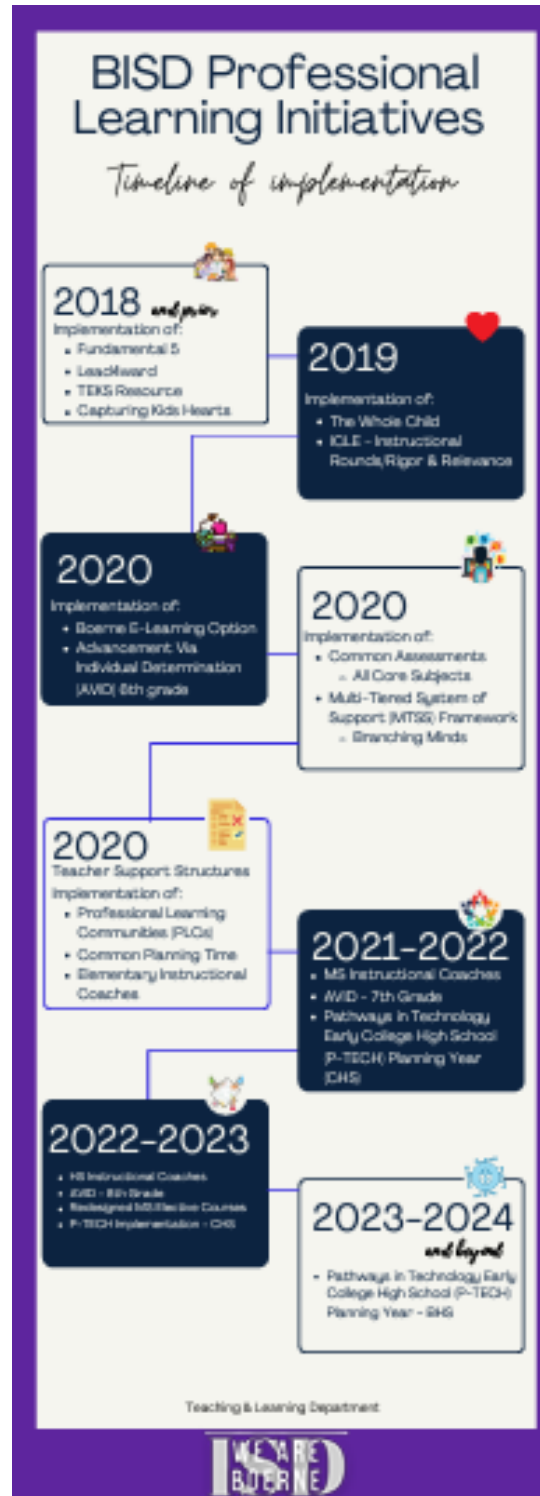 BISD Professional
Learning Initiatives
Timeline of implementation
2018 and prior
Implementation of:
• Fundamental 5
• Lead4ward
• TEKS Resource
• Capturing Kids Hearts
2019
Implementation of:
• The Whole Child
• ICLE - Instructional
Rounds/Rigor & Relevance
2020
Implementation of:
• Boerne E-Learning Option
• Advancement Via
Individual Determination
(AVID) 6th grade
2020
Implementation of:
• Common Assessments
- All Core Subjects
• Multi-Tiered System of
Support (MTSS) Framework
- Branching Minds
2020
Teacher Support Structures
Implementation of:
• Professional Learning
Communities (PLCs)
• Common Planning Time
• Elementary Instructional
Coaches
2021-2022
• MS Instructional Coaches
• AVID - 7th Grade
• Pathways in Technology
Early College High School
(P-TECH) Planning Year
(CHS)
2022-2023
• HS Instructional Coaches
• AVID - 8th Grade
• Redesigned MS Elective Courses
• P-TECH Implementation - CHS
2023-2024
and beyond
• Pathways in Technology Early
College High School (P-TECH)
Planning Year - BHS
Teaching & Learning Department
ISD
WE ARE
BOERNE